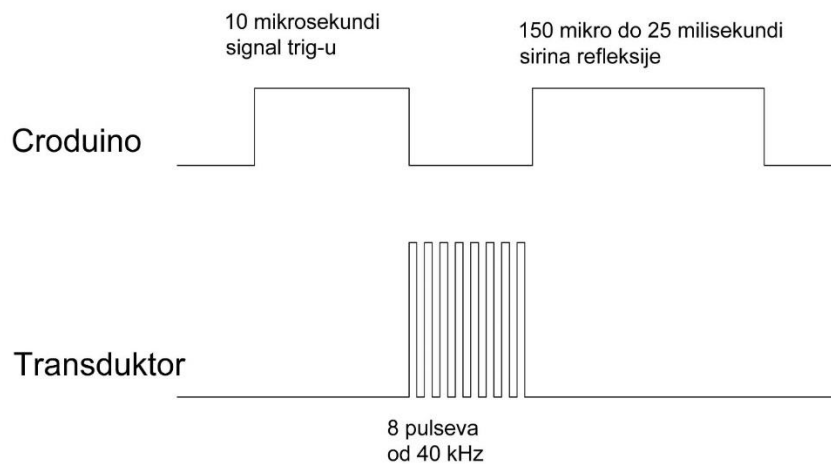 10 mikrosekundi
signal trig-u
150 mikro do 25 milisekundi
sirina refleksije
Croduino
Transduktor
8 pulseva
od 40 kHz